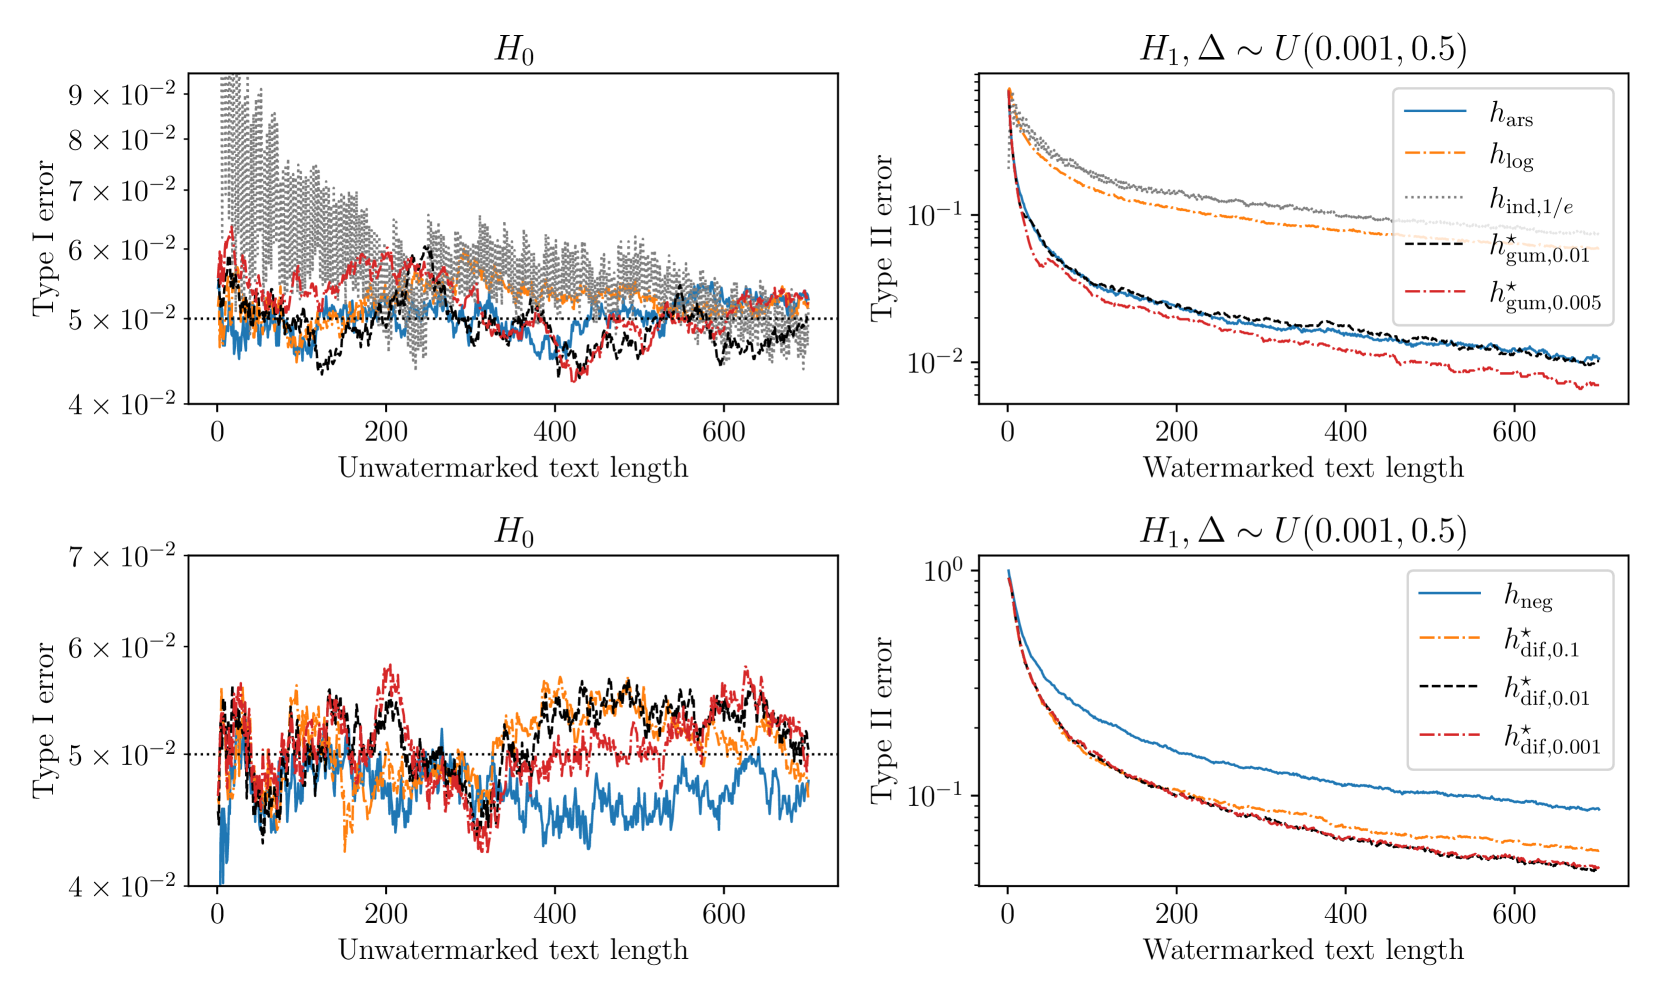 H₀
9 × 10⁻²
8 × 10⁻²
7 × 10⁻²
6 × 10⁻²
5 × 10⁻²
4 × 10⁻²
Type I error
0 200 400 600
Unwatermarked text length
H₁, Δ ∼ U(0.001, 0.5)
10⁻¹
10⁻²
Type II error
h_ars
h_log
h_ind,1/e
h⋆_gum,0.01
h⋆_gum,0.005
0 200 400 600
Watermarked text length
H₀
7 × 10⁻²
6 × 10⁻²
5 × 10⁻²
4 × 10⁻²
Type I error
0 200 400 600
Unwatermarked text length
H₁, Δ ∼ U(0.001, 0.5)
10⁰
10⁻¹
Type II error
h_neg
h⋆_dif,0.1
h⋆_dif,0.01
h⋆_dif,0.001
0 200 400 600
Watermarked text length